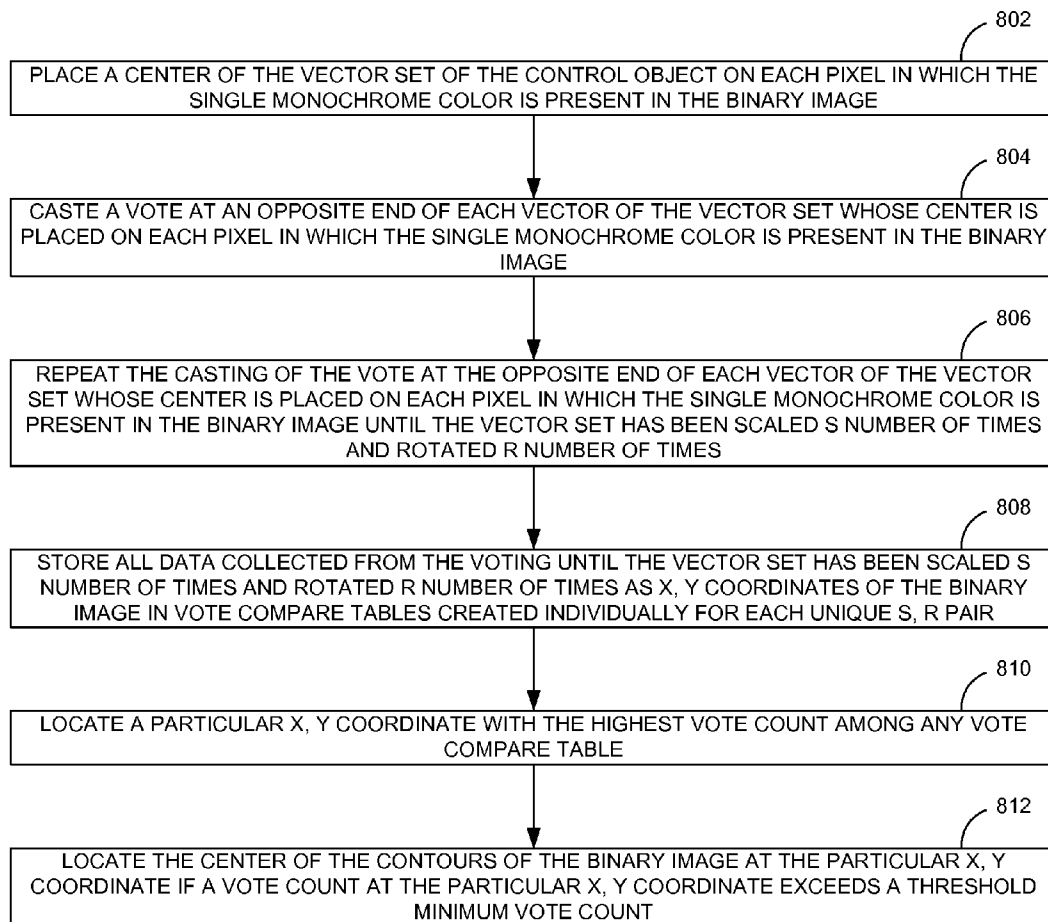 802
PLACE A CENTER OF THE VECTOR SET OF THE CONTROL OBJECT ON EACH PIXEL IN WHICH THE
SINGLE MONOCHROME COLOR IS PRESENT IN THE BINARY IMAGE
804
CASTE A VOTE AT AN OPPOSITE END OF EACH VECTOR OF THE VECTOR SET WHOSE CENTER IS
PLACED ON EACH PIXEL IN WHICH THE SINGLE MONOCHROME COLOR IS PRESENT IN THE BINARY
IMAGE
806
REPEAT THE CASTING OF THE VOTE AT THE OPPOSITE END OF EACH VECTOR OF THE VECTOR
SET WHOSE CENTER IS PLACED ON EACH PIXEL IN WHICH THE SINGLE MONOCHROME COLOR IS
PRESENT IN THE BINARY IMAGE UNTIL THE VECTOR SET HAS BEEN SCALED S NUMBER OF TIMES
AND ROTATED R NUMBER OF TIMES
808
STORE ALL DATA COLLECTED FROM THE VOTING UNTIL THE VECTOR SET HAS BEEN SCALED S
NUMBER OF TIMES AND ROTATED R NUMBER OF TIMES AS X, Y COORDINATES OF THE BINARY
IMAGE IN VOTE COMPARE TABLES CREATED INDIVIDUALLY FOR EACH UNIQUE S, R PAIR
810
LOCATE A PARTICULAR X, Y COORDINATE WITH THE HIGHEST VOTE COUNT AMONG ANY VOTE
COMPARE TABLE
812
LOCATE THE CENTER OF THE CONTOURS OF THE BINARY IMAGE AT THE PARTICULAR X, Y
COORDINATE IF A VOTE COUNT AT THE PARTICULAR X, Y COORDINATE EXCEEDS A THRESHOLD
MINIMUM VOTE COUNT